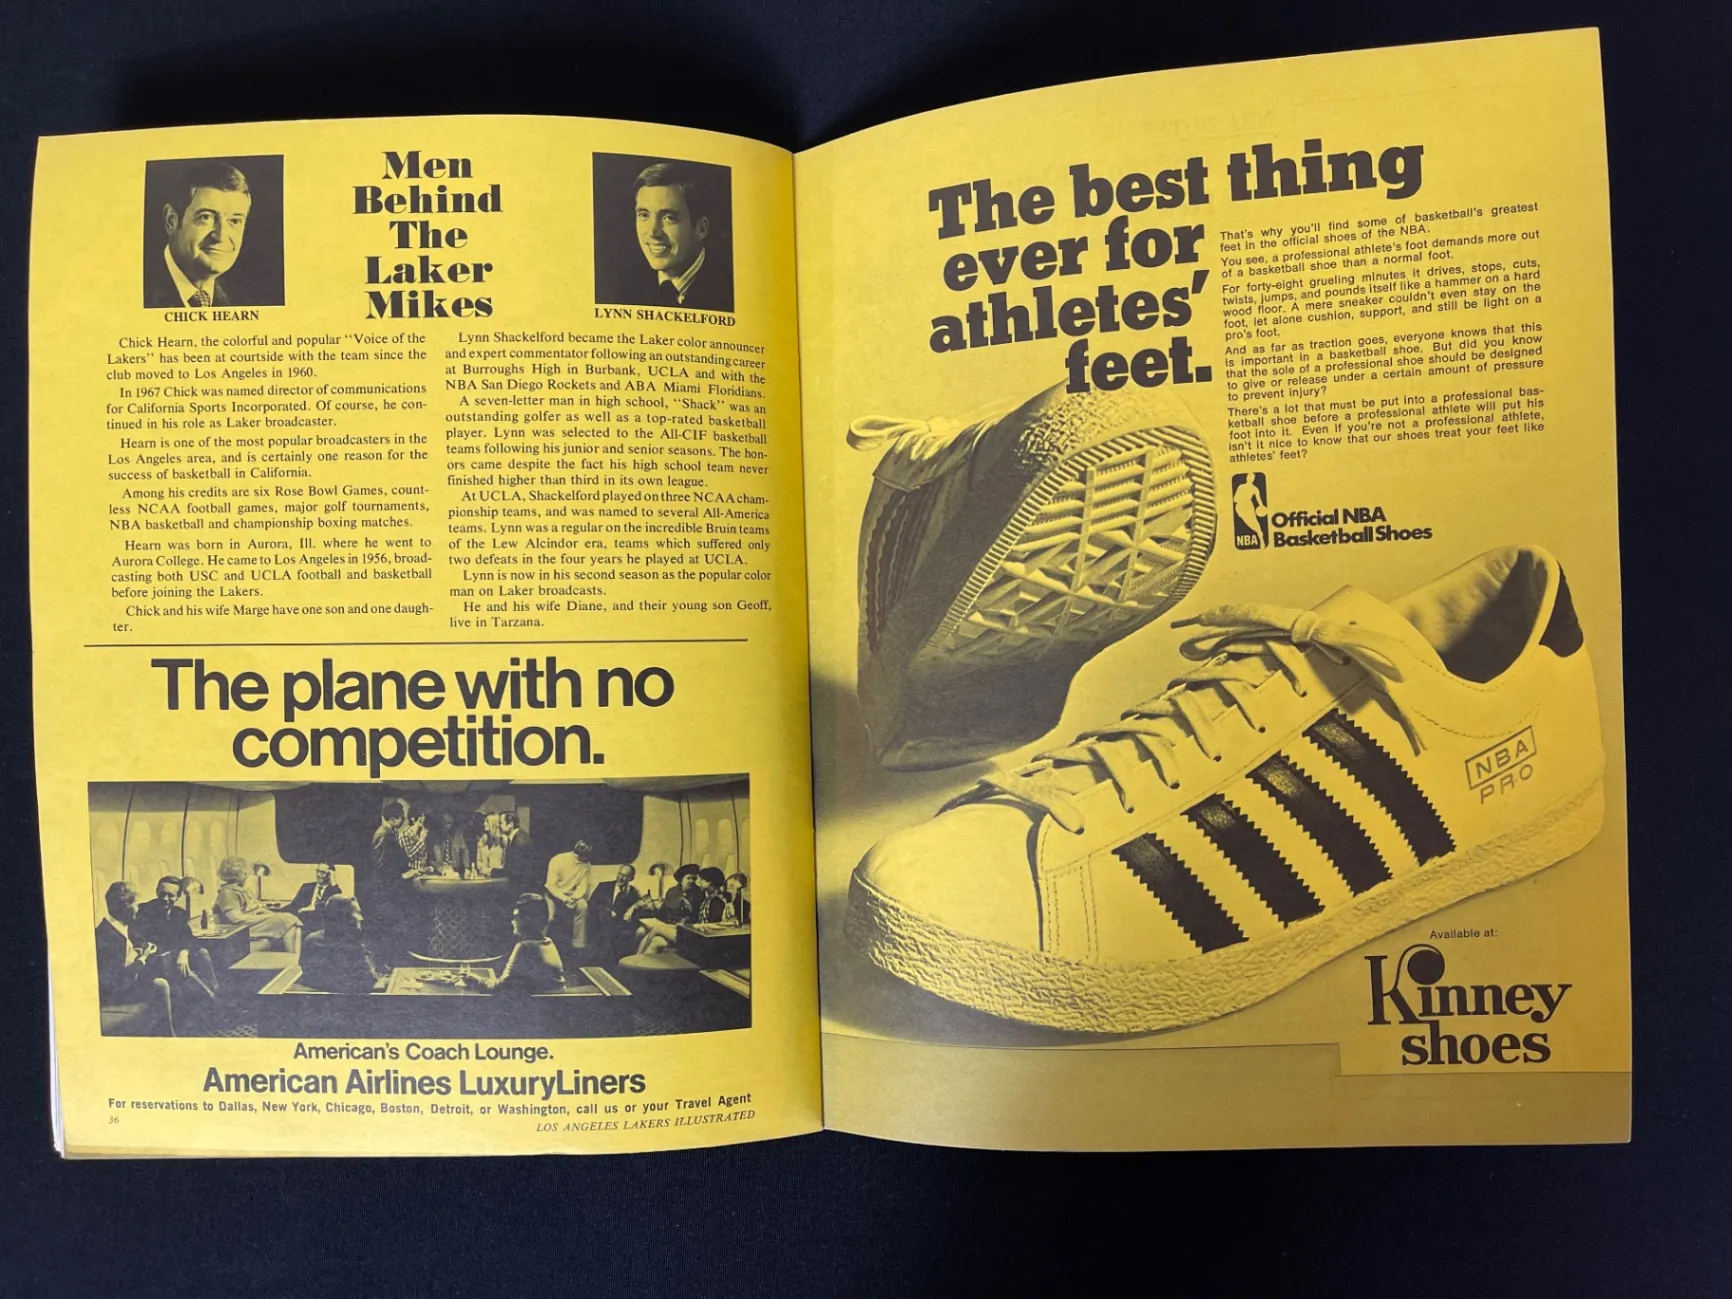 Men
Behind
The
Laker
Mikes
CHICK HEARN
LYNN SHACKELFORD
Chick Hearn, the colorful and popular "Voice of the
Lakers" has been at courtside with the team since the
club moved to Los Angeles in 1960.
In 1967 Chick was named director of communications
for California Sports Incorporated. Of course, he con-
tinued in his role as Laker broadcaster.
Hearn is one of the most popular broadcasters in the
Los Angeles area, and is certainly one reason for the
success of basketball in California.
Among his credits are six Rose Bowl Games, count-
less NCAA football games, major golf tournaments,
NBA basketball and championship boxing matches.
Hearn was born in Aurora, Ill. where he went to
Aurora College. He came to Los Angeles in 1956, broad-
casting both USC and UCLA football and basketball
before joining the Lakers.
Chick and his wife Marge have one son and one daugh-
ter.
Lynn Shackelford became the Laker color announcer
and expert commentator following an outstanding career
at Burroughs High in Burbank, UCLA and with the
NBA San Diego Rockets and ABA Miami Floridians.
A seven-letter man in high school, "Shack" was an
outstanding golfer as well as a top-rated basketball
player. Lynn was selected to the All-CIF basketball
teams following his junior and senior seasons. The hon-
ors came despite the fact his high school team never
finished higher than third in its own league.
At UCLA, Shackelford played on three NCAA cham-
pionship teams, and was named to several All-America
teams. Lynn was a regular on the incredible Bruin teams
of the Lew Alcindor era, teams which suffered only
two defeats in the four years he played at UCLA.
Lynn is now in his second season as the popular color
man on Laker broadcasts.
He and his wife Diane, and their young son Geoff,
live in Tarzana.
The plane with no
competition.
American's Coach Lounge.
American Airlines LuxuryLiners
For reservations to Dallas, New York, Chicago, Boston, Detroit, or Washington, call us or your Travel Agent
36
LOS ANGELES LAKERS ILLUSTRATED
The best thing
ever for
athletes'
feet.
That's why you'll find some of basketball's greatest
feet in the official shoes of the NBA.
You see, a professional athlete's foot demands more out
of a basketball shoe than a normal foot.
For forty-eight grueling minutes it drives, stops, cuts,
twists, jumps, and pounds itself like a hammer on a hard
wood floor. A mere sneaker couldn't even stay on the
foot, let alone cushion, support, and still be light on a
pro's foot.
And as far as traction goes, everyone knows that this
is important in a basketball shoe. But did you know
that the sole of a professional shoe should be designed
to give or release under a certain amount of pressure
to prevent injury?
There's a lot that must be put into a professional bas-
ketball shoe before a professional athlete will put his
foot into it. Even if you're not a professional athlete,
isn't it nice to know that our shoes treat your feet like
athletes' feet?
NBA
Official NBA
Basketball Shoes
NBA
PRO
Available at:
Kinney
shoes